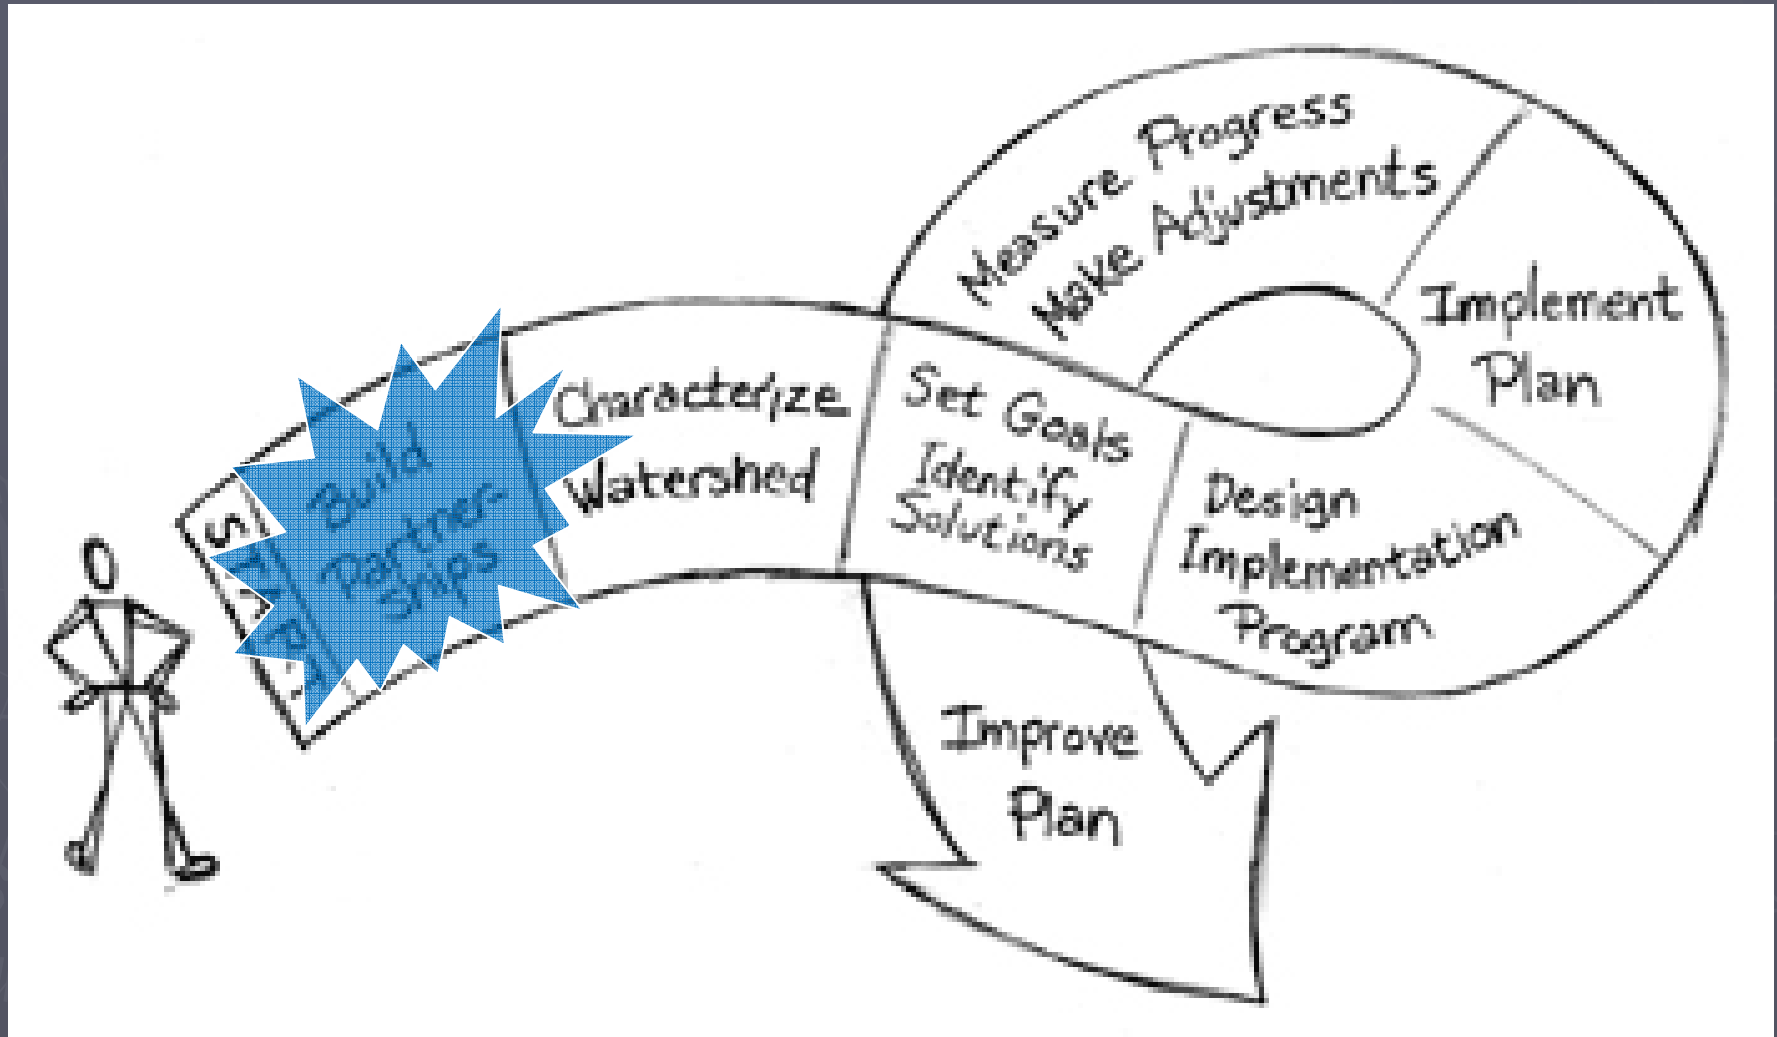 START
Build
Partner-
ships
Characterize
Watershed
Set Goals
Identify
Solutions
Design
Implementation
Program
Implement
Plan
Measure Progress
Make Adjustments
Improve
Plan